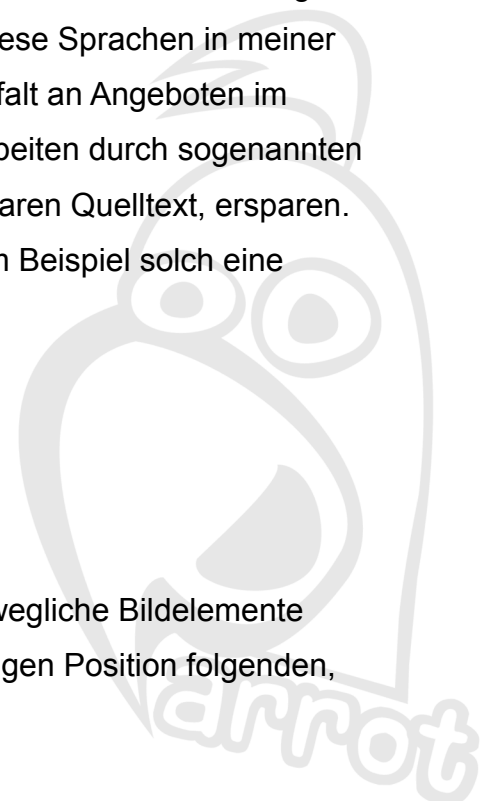 ese Sprachen in meiner
falt an Angeboten im
beiten durch sogenannten
aren Quelltext, ersparen.
Beispiel solch eine
wegliche Bildelemente
gen Position folgenden,
arrot